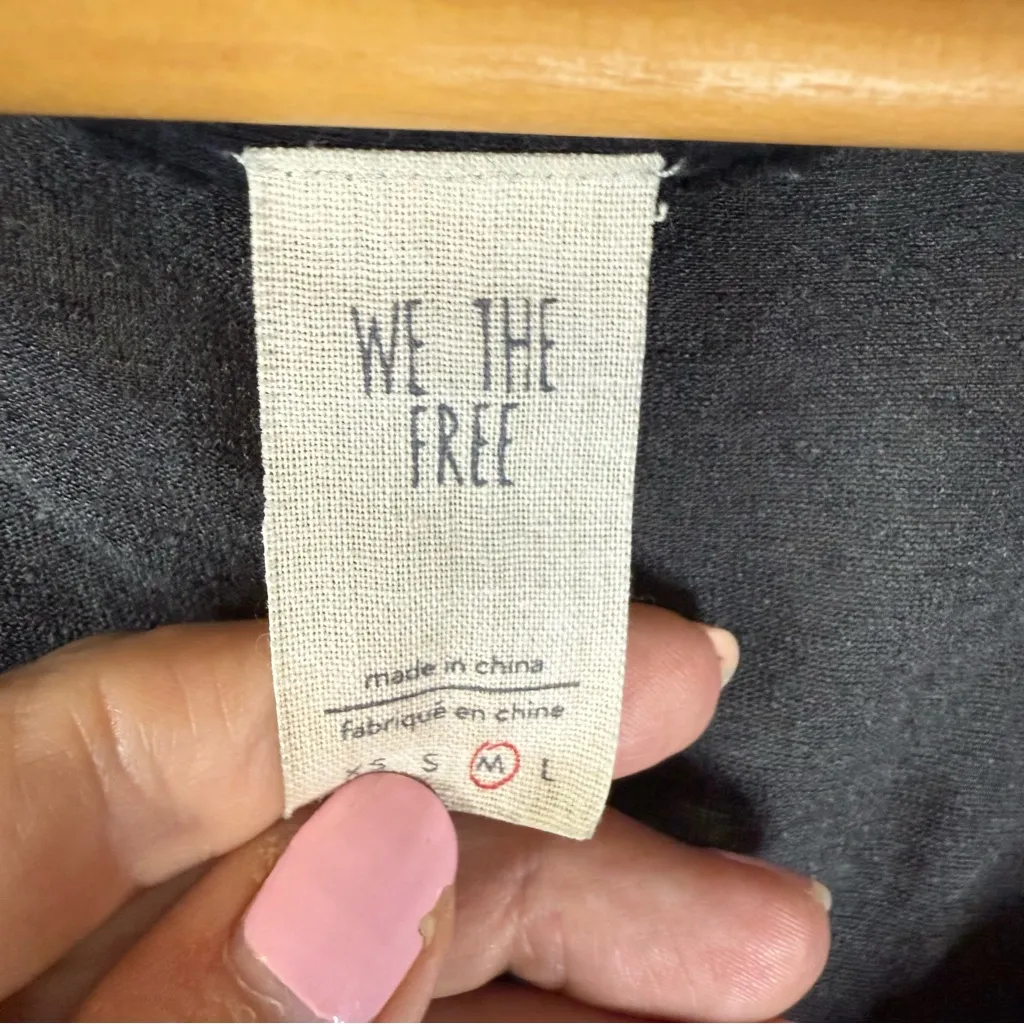 WE THE
FREE
made in china
fabriqué en chine
XS S M L